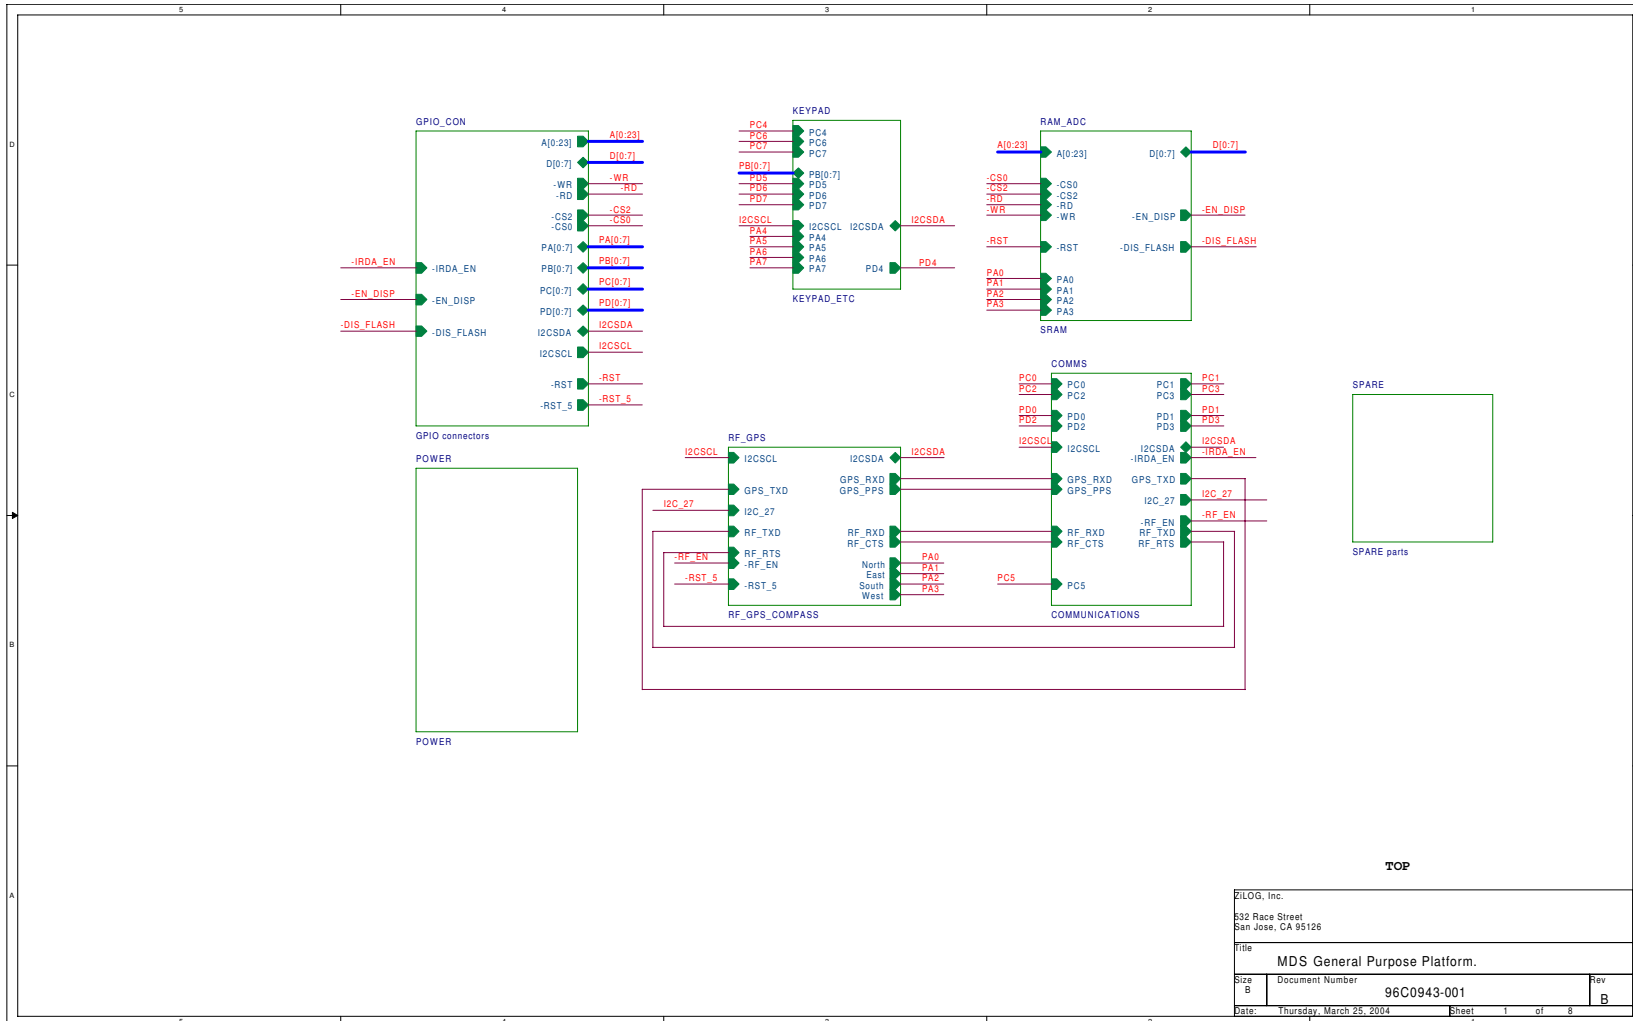 5 4 3 2 1
D
C
B
A
GPIO_CON
A[0:23] A[0:23]
D[0:7] D[0:7]
-WR -WR
-RD -RD
-CS2 -CS2
-CS0 -CS0
PA[0:7] PA[0:7]
-IRDA_EN -IRDA_EN PB[0:7] PB[0:7]
PC[0:7] PC[0:7]
-EN_DISP -EN_DISP
PD[0:7] PD[0:7]
-DIS_FLASH -DIS_FLASH I2CSDA I2CSDA
I2CSCL I2CSCL
-RST -RST
-RST_5 -RST_5
GPIO connectors
KEYPAD
PC4 PC4
PC6 PC6
PC7 PC7
PB[0:7] PB[0:7]
PD5 PD5
PD6 PD6
PD7 PD7
I2CSCL I2CSCL I2CSDA I2CSDA
PA4 PA4
PA5 PA5
PA6 PA6
PA7 PA7 PD4 PD4
KEYPAD_ETC
RAM_ADC
A[0:23] A[0:23] D[0:7] D[0:7]
-CS0 -CS0
-CS2 -CS2
-RD -RD
-WR -WR -EN_DISP -EN_DISP
-RST -RST -DIS_FLASH -DIS_FLASH
PA0 PA0
PA1 PA1
PA2 PA2
PA3 PA3
SRAM
POWER
POWER
RF_GPS
I2CSCL I2CSCL I2CSDA I2CSDA
GPS_RXD
GPS_TXD GPS_PPS
I2C_27 I2C_27
RF_TXD RF_RXD
RF_CTS
RF_RTS
-RF_EN -RF_EN North PA0
East PA1
-RST_5 -RST_5 South PA2
West PA3
RF_GPS_COMPASS
COMMS
PC0 PC0 PC1 PC1
PC2 PC2 PC3 PC3
PD0 PD0 PD1 PD1
PD2 PD2 PD3 PD3
I2CSCL I2CSCL I2CSDA I2CSDA
-IRDA_EN -IRDA_EN
GPS_RXD GPS_TXD
GPS_PPS
I2C_27 I2C_27
-RF_EN -RF_EN
RF_RXD RF_TXD
RF_CTS RF_RTS
PC5 PC5
COMMUNICATIONS
SPARE
SPARE parts
TOP
ZiLOG, Inc.
532 Race Street
San Jose, CA 95126
Title
MDS General Purpose Platform.
Size Document Number Rev
B 96C0943-001 B
Date: Thursday, March 25, 2004 Sheet 1 of 8
5 4 3 2 1